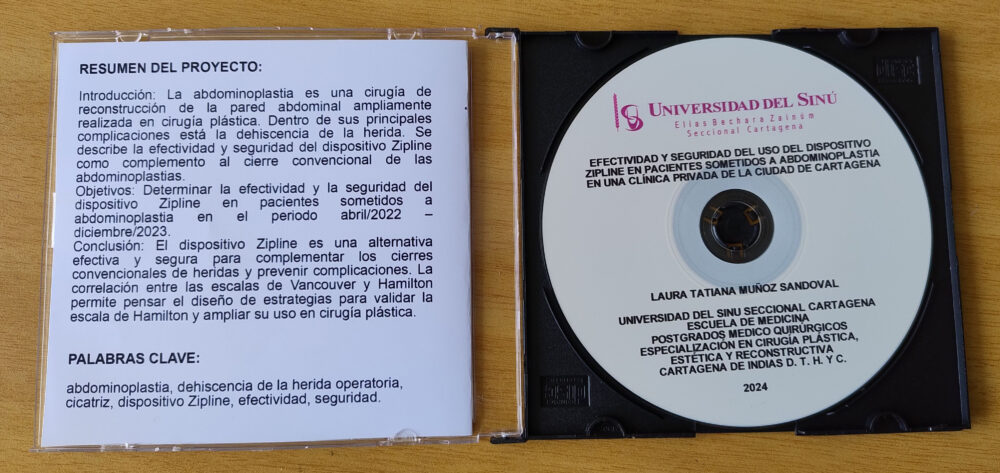 RESUMEN DEL PROYECTO:
Introducción: La abdominoplastia es una cirugía de
reconstrucción de la pared abdominal ampliamente
realizada en cirugía plástica. Dentro de sus principales
complicaciones está la dehiscencia de la herida. Se
describe la efectividad y seguridad del dispositivo Zipline
como complemento al cierre convencional de las
abdominoplastias.
Objetivos: Determinar la efectividad y la seguridad del
dispositivo Zipline en pacientes sometidos a
abdominoplastia en el periodo abril/2022 –
diciembre/2023.
Conclusión: El dispositivo Zipline es una alternativa
efectiva y segura para complementar los cierres
convencionales de heridas y prevenir complicaciones. La
correlación entre las escalas de Vancouver y Hamilton
permite pensar el diseño de estrategias para validar la
escala de Hamilton y ampliar su uso en cirugía plástica.
PALABRAS CLAVE:
abdominoplastia, dehiscencia de la herida operatoria,
cicatriz, dispositivo Zipline, efectividad, seguridad.
UNIVERSIDAD DEL SINÚ
Elías Bechara Zainúm
Seccional Cartagena
EFECTIVIDAD Y SEGURIDAD DEL USO DEL DISPOSITIVO
ZIPLINE EN PACIENTES SOMETIDOS A ABDOMINOPLASTIA
EN UNA CLÍNICA PRIVADA DE LA CIUDAD DE CARTAGENA
LAURA TATIANA MUÑOZ SANDOVAL
UNIVERSIDAD DEL SINU SECCIONAL CARTAGENA
ESCUELA DE MEDICINA
POSTGRADOS MEDICO QUIRÚRGICOS
ESPECIALIZACIÓN EN CIRUGÍA PLÁSTICA,
ESTÉTICA Y RECONSTRUCTIVA
CARTAGENA DE INDIAS D. T. H. Y C.
2024